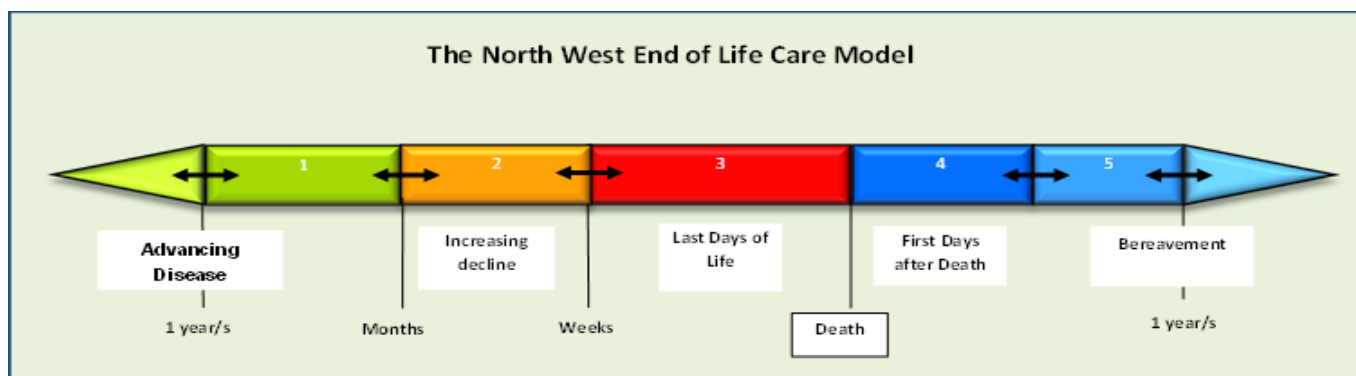 The North West End of Life Care Model
1
2
3
4
5
Advancing
Disease
Increasing
decline
Last Days of
Life
First Days
after Death
Bereavement
1 year/s
Months
Weeks
Death
1 year/s